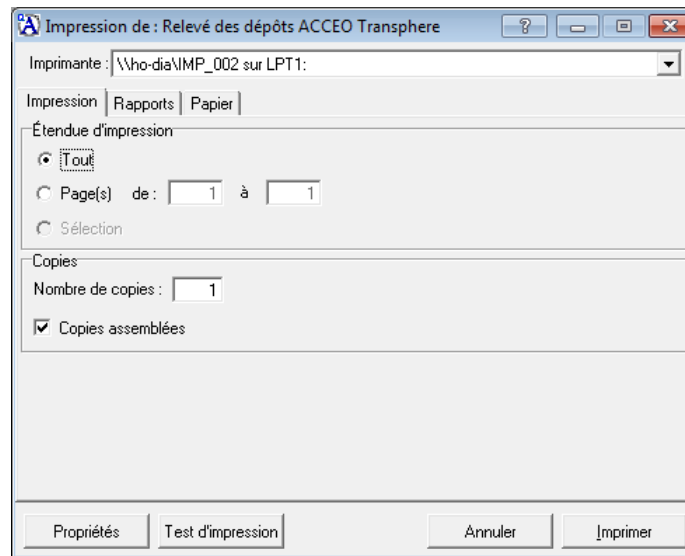 Impression de : Relevé des dépôts ACCEO Transphere
Imprimante : \\ho-dia\IMP_002 sur LPT1:
Impression Rapports Papier
Étendue d'impression
Tout
Page(s) de : 1 à 1
Sélection
Copies
Nombre de copies : 1
Copies assemblées
Propriétés Test d'impression Annuler Imprimer